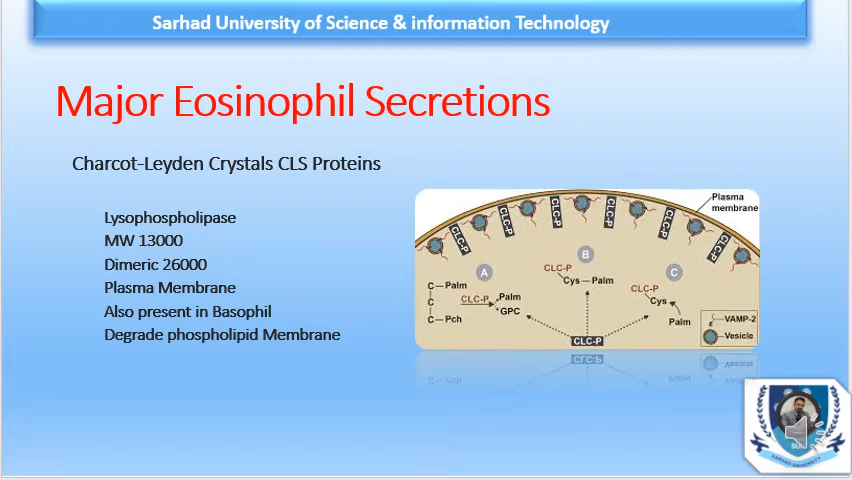 Sarhad University of Science & information Technology
Major Eosinophil Secretions
Charcot-Leyden Crystals CLS Proteins
Lysophospholipase
MW 13000
Dimeric 26000
Plasma Membrane
Also present in Basophil
Degrade phospholipid Membrane
Plasma
membrane
CLC-P
CLC-P
CLC-P
CLC-P
CLC-P
CLC-P
A
B
C
C—Palm
C
C—Pch
CLC-P
Palm
GPC
CLC-P
Cys—Palm
CLC-P
Cys
Palm
CLC-P
VAMP-2
Vesicle